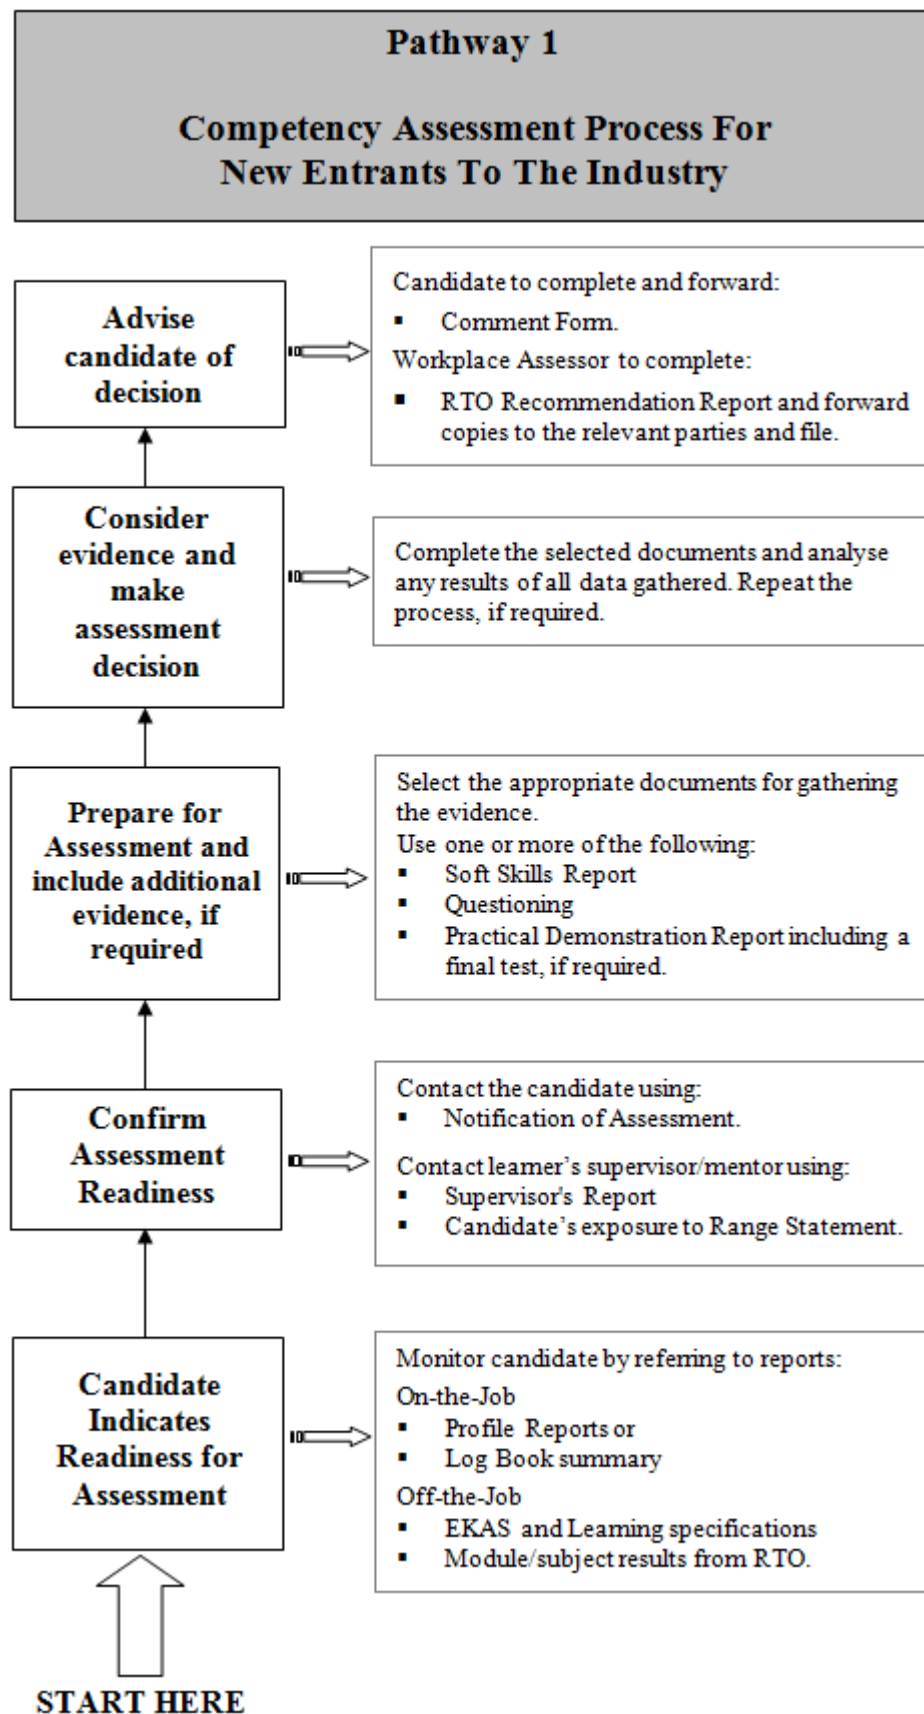 Pathway 1
Competency Assessment Process For
New Entrants To The Industry
Advise
candidate of
decision
Candidate to complete and forward:
▪ Comment Form.
Workplace Assessor to complete:
▪ RTO Recommendation Report and forward
copies to the relevant parties and file.
Consider
evidence and
make
assessment
decision
Complete the selected documents and analyse
any results of all data gathered. Repeat the
process, if required.
Prepare for
Assessment and
include additional
evidence, if
required
Select the appropriate documents for gathering
the evidence.
Use one or more of the following:
▪ Soft Skills Report
▪ Questioning
▪ Practical Demonstration Report including a
final test, if required.
Confirm
Assessment
Readiness
Contact the candidate using:
▪ Notification of Assessment.
Contact learner's supervisor/mentor using:
▪ Supervisor's Report
▪ Candidate's exposure to Range Statement.
Candidate
Indicates
Readiness for
Assessment
Monitor candidate by referring to reports:
On-the-Job
▪ Profile Reports or
▪ Log Book summary
Off-the-Job
▪ EKAS and Learning specifications
▪ Module/subject results from RTO.
START HERE